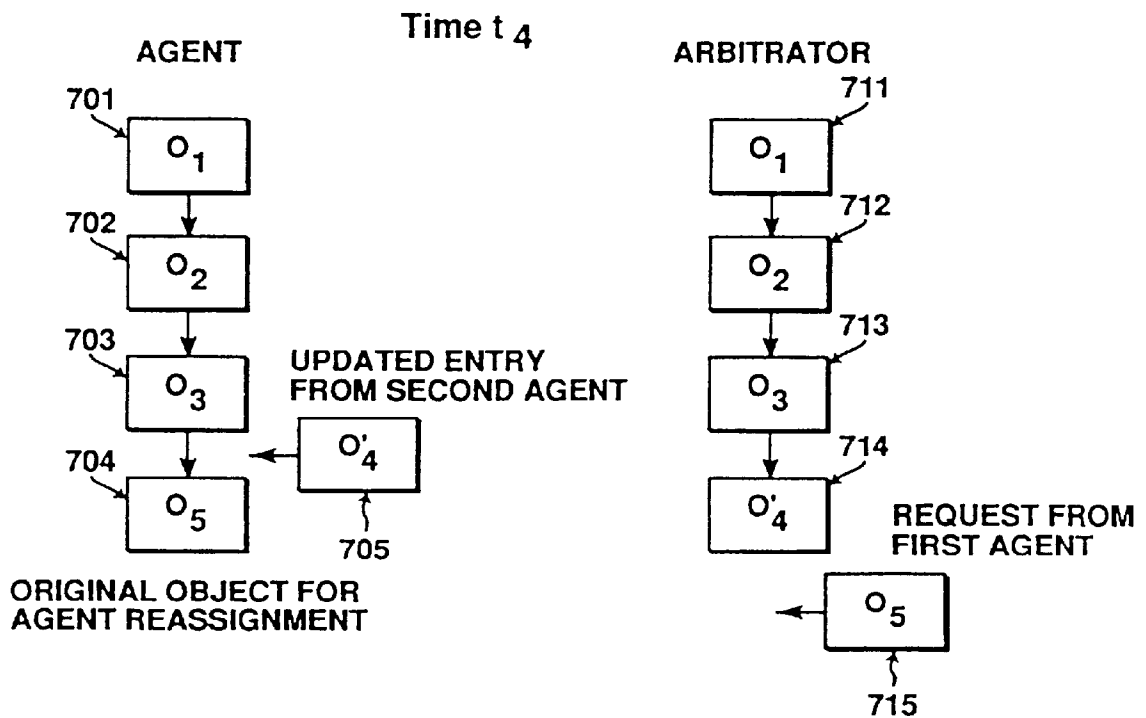 Time t 4
AGENT
ARBITRATOR
701
O1
711
O1
702
O2
712
O2
703
O3
713
O3
UPDATED ENTRY
FROM SECOND AGENT
O'4
705
704
O5
714
O'4
ORIGINAL OBJECT FOR
AGENT REASSIGNMENT
REQUEST FROM
FIRST AGENT
O5
715